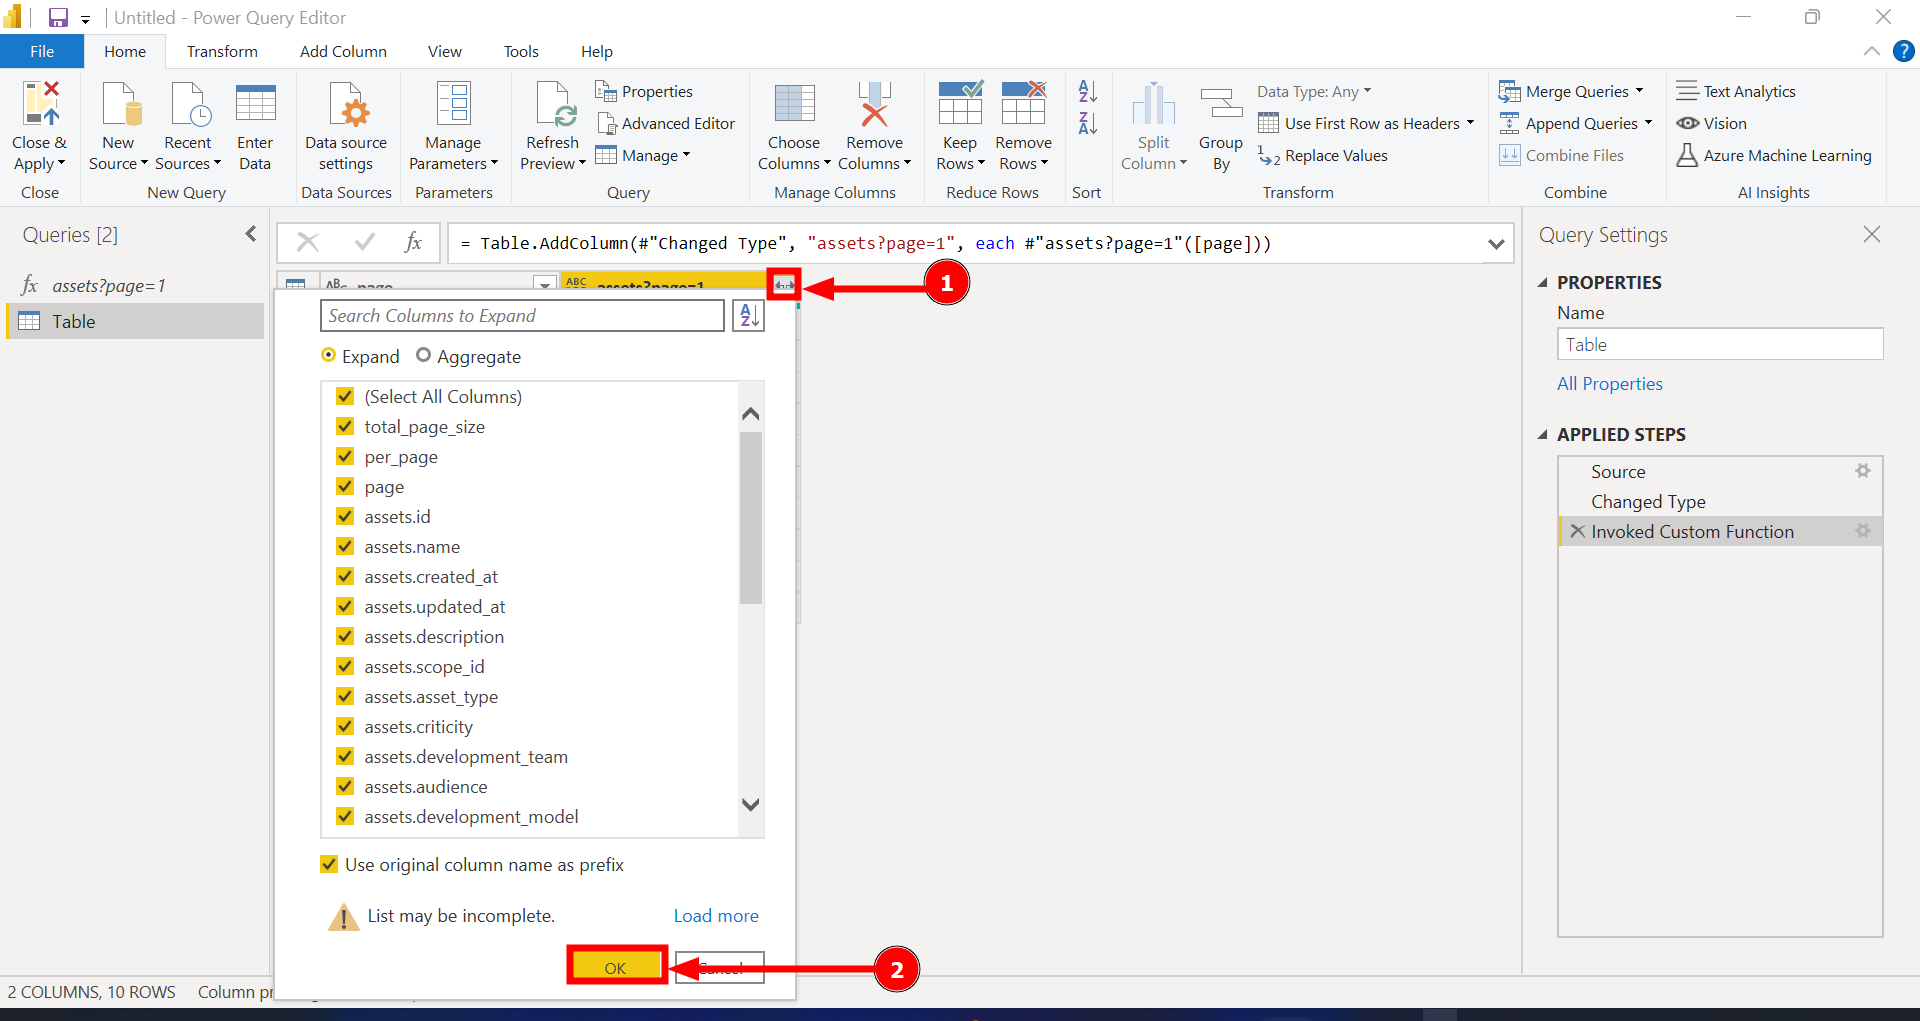 Untitled - Power Query Editor
File Home Transform Add Column View Tools Help
?
Close & Apply
New Source
Recent Sources
Enter Data
Data source settings
Manage Parameters
Refresh Preview
Properties
Advanced Editor
Manage
Choose Columns
Remove Columns
Keep Rows
Remove Rows
A Z
Z A
Split Column
Group By
Data Type: Any
Use First Row as Headers
1 2 Replace Values
Merge Queries
Append Queries
Combine Files
Text Analytics
Vision
Azure Machine Learning
Close
New Query
Data Sources
Parameters
Query
Manage Columns
Reduce Rows
Sort
Transform
Combine
AI Insights
Queries [2]
fx assets?page=1
Table
fx
= Table.AddColumn(#"Changed Type", "assets?page=1", each #"assets?page=1"([page]))
page
ABC assets?page=1
1
Search Columns to Expand
A Z
Expand Aggregate
(Select All Columns)
total_page_size
per_page
page
assets.id
assets.name
assets.created_at
assets.updated_at
assets.description
assets.scope_id
assets.asset_type
assets.criticity
assets.development_team
assets.audience
assets.development_model
Use original column name as prefix
List may be incomplete. Load more
OK Cancel
2
Query Settings
PROPERTIES
Name
Table
All Properties
APPLIED STEPS
Source
Changed Type
Invoked Custom Function
2 COLUMNS, 10 ROWS Column pr